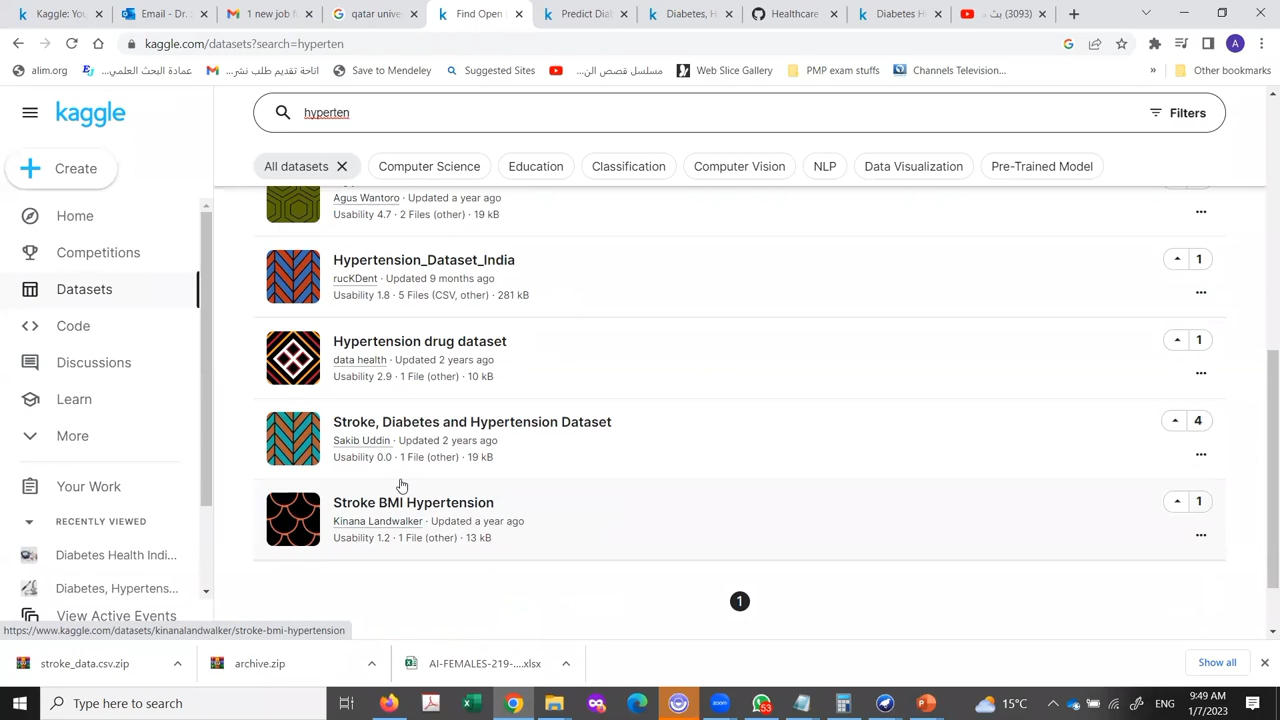 Kaggle: You
Email - Dr.
1 new job f
qatar unive
Find Open
Predict Dia
Diabetes, H
Healthcare
Diabetes H
(3093) بث
kaggle.com/datasets?search=hyperten
alim.org
عمادة البحث العلمي...
اتاحة تقديم طلب نشر...
Save to Mendeley
Suggested Sites
مسلسل قصص الن...
Web Slice Gallery
PMP exam stuffs
Channels Television...
»
Other bookmarks
kaggle
hyperten
Filters
All datasets
Computer Science
Education
Classification
Computer Vision
NLP
Data Visualization
Pre-Trained Model
Create
Home
Competitions
Datasets
Code
Discussions
Learn
More
Your Work
RECENTLY VIEWED
Diabetes Health Indi...
Diabetes, Hypertens...
View Active Events
Agus Wantoro · Updated a year ago
Usability 4.7 · 2 Files (other) · 19 kB
Hypertension_Dataset_India
1
rucKDent · Updated 9 months ago
Usability 1.8 · 5 Files (CSV, other) · 281 kB
Hypertension drug dataset
1
data health · Updated 2 years ago
Usability 2.9 · 1 File (other) · 10 kB
Stroke, Diabetes and Hypertension Dataset
4
Sakib Uddin · Updated 2 years ago
Usability 0.0 · 1 File (other) · 19 kB
Stroke BMI Hypertension
1
Kinana Landwalker · Updated a year ago
Usability 1.2 · 1 File (other) · 13 kB
1
https://www.kaggle.com/datasets/kinanalandwalker/stroke-bmi-hypertension
stroke_data.csv.zip
archive.zip
AI-FEMALES-219-....xlsx
Show all
Type here to search
zoom
53
15°C
ENG
9:49 AM
1/7/2023